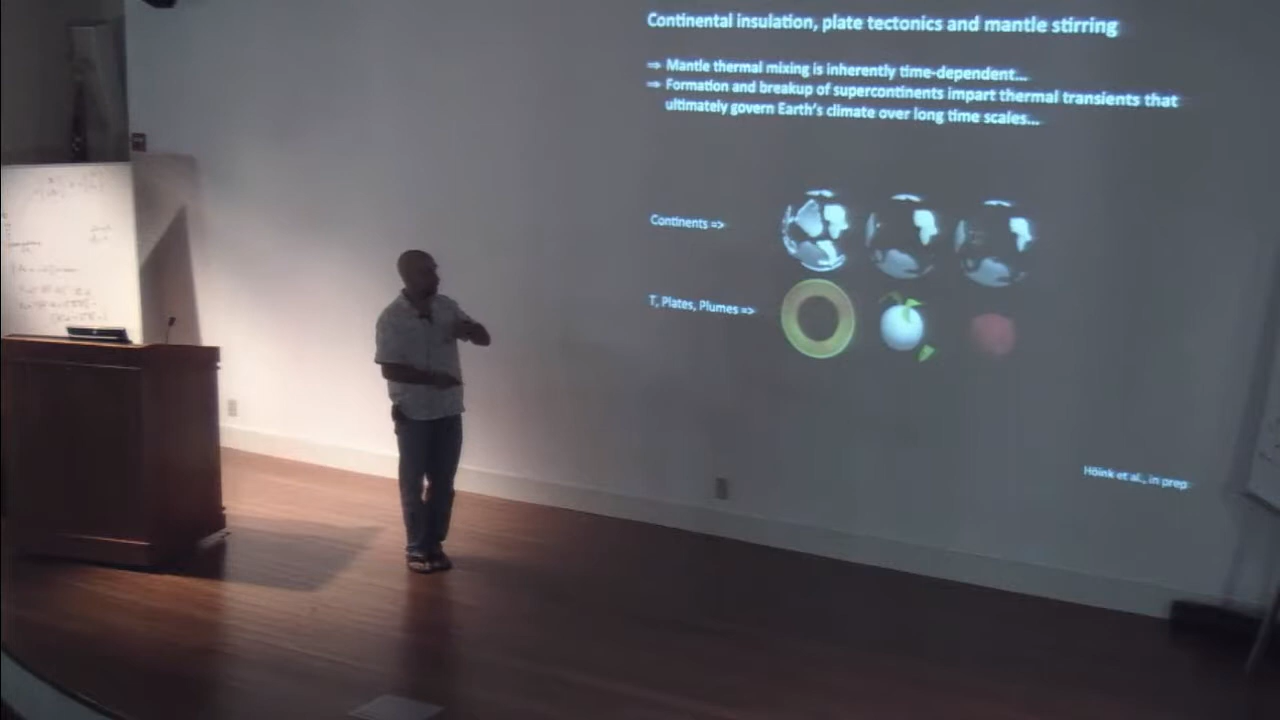 Continental insulation, plate tectonics and mantle stirring
⇒ Mantle thermal mixing is inherently time-dependent...
⇒ Formation and breakup of supercontinents impart thermal transients that
ultimately govern Earth's climate over long time scales...
Continents =>
T, Plates, Plumes =>
Höink et al., in prep